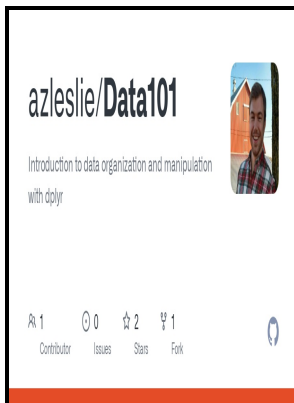 azleslie/Data101
Introduction to data organization and manipulation
with dplyr
1
Contributor
0
Issues
2
Stars
1
Fork